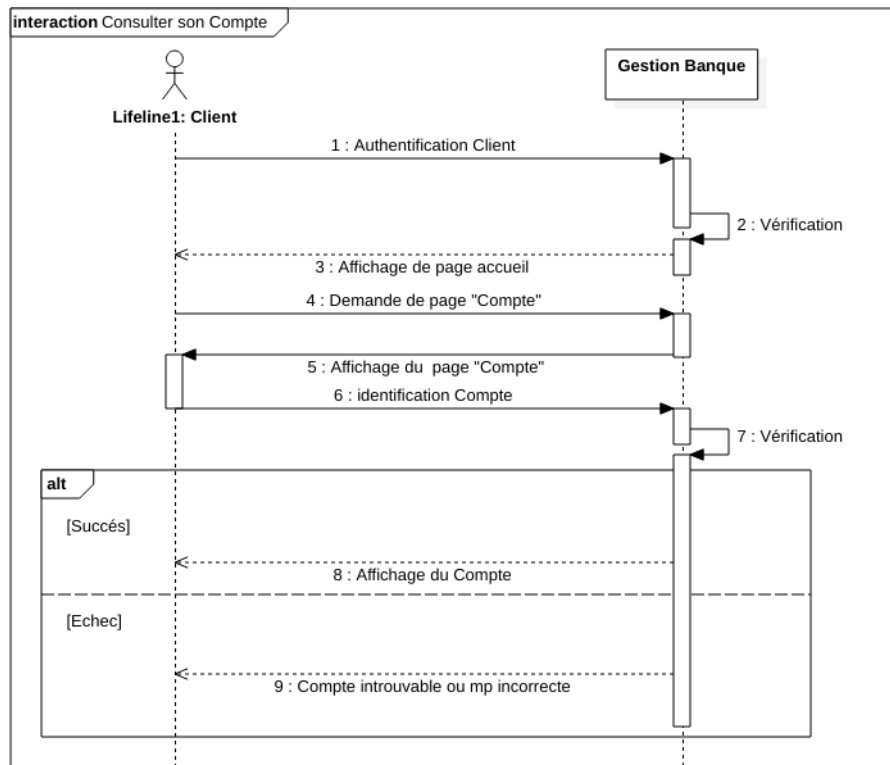 interaction Consulter son Compte
Gestion Banque
Lifeline1: Client
1 : Authentification Client
2 : Vérification
3 : Affichage de page accueil
4 : Demande de page "Compte"
5 : Affichage du  page "Compte"
6 : identification Compte
7 : Vérification
alt
[Succés]
8 : Affichage du Compte
[Echec]
9 : Compte introuvable ou mp incorrecte